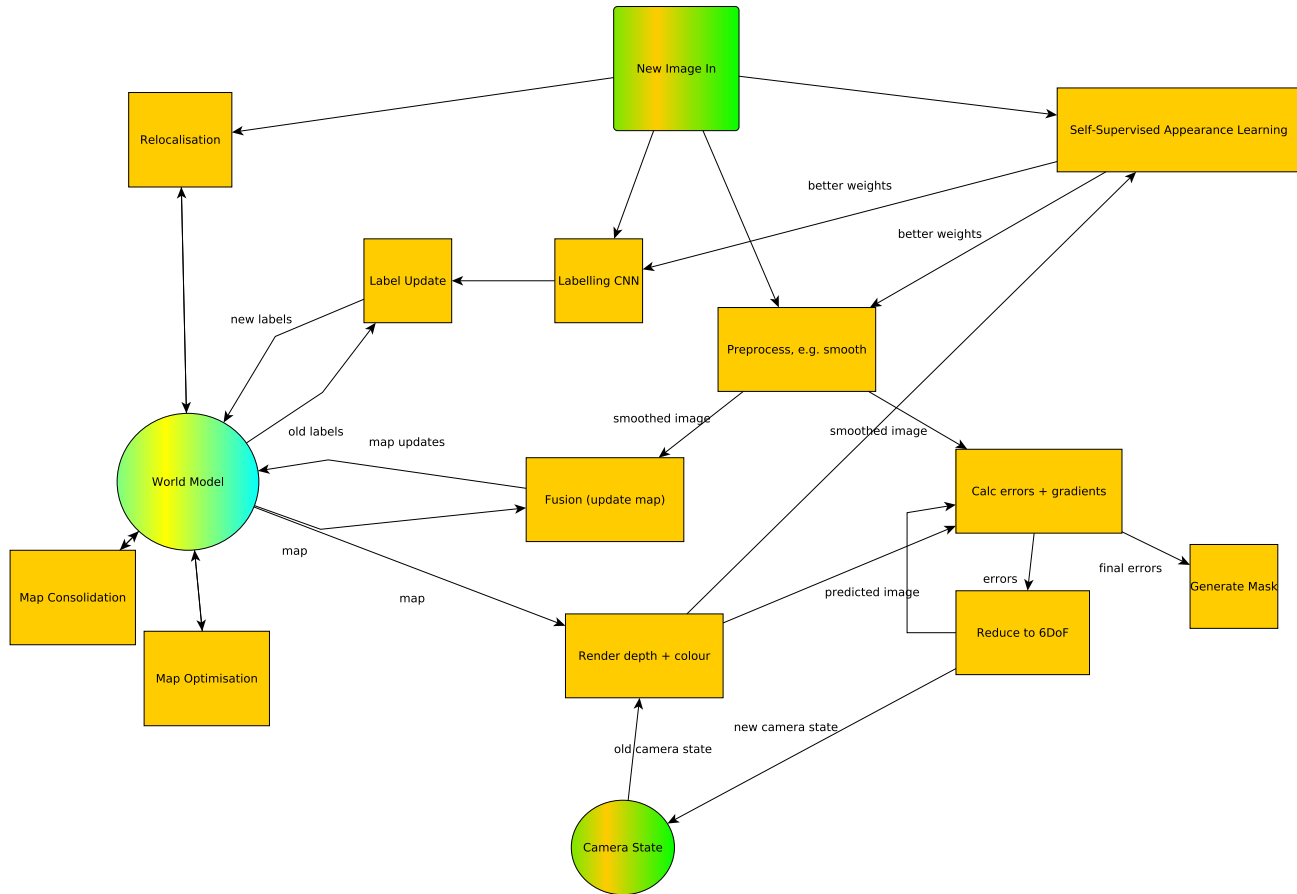 New Image In
Relocalisation
Self-Supervised Appearance Learning
better weights
better weights
Label Update
Labelling CNN
new labels
Preprocess, e.g. smooth
old labels
map updates
smoothed image
smoothed image
World Model
Fusion (update map)
Calc errors + gradients
map
final errors
errors
Generate Mask
Map Consolidation
map
predicted image
Reduce to 6DoF
Render depth + colour
Map Optimisation
new camera state
old camera state
Camera State